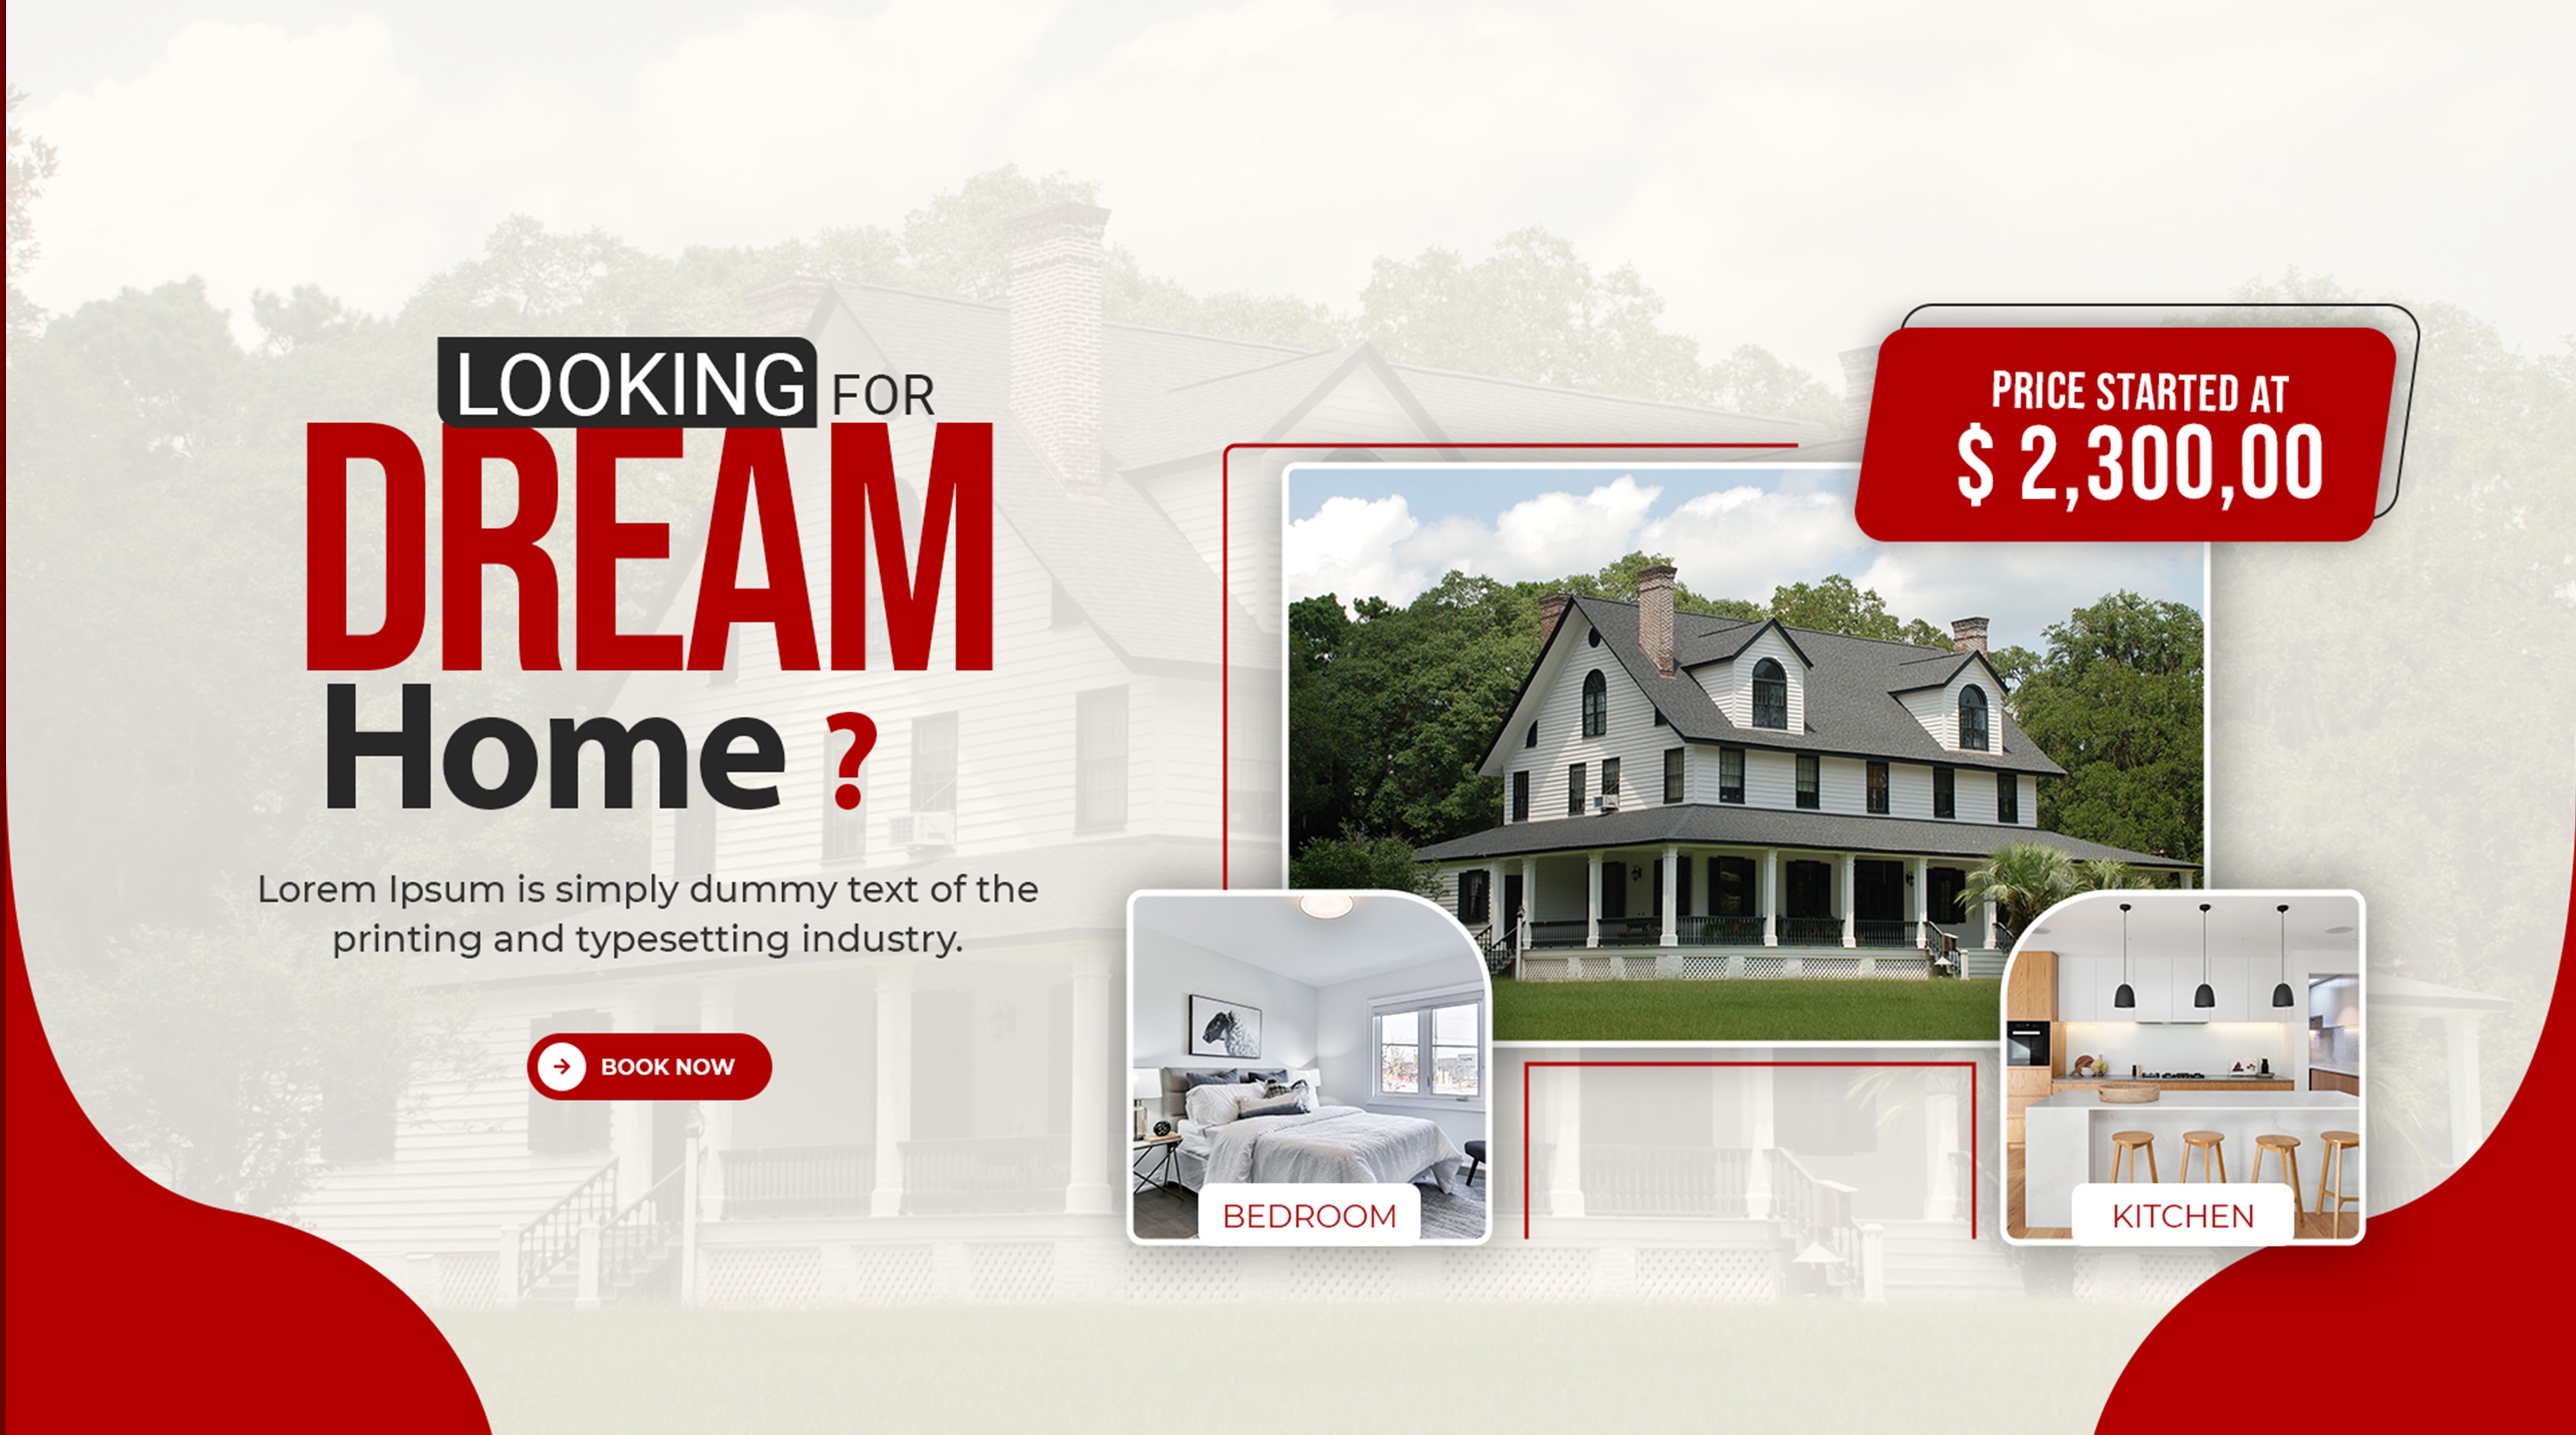 LOOKING FOR
DREAM
Home ?
Lorem Ipsum is simply dummy text of the
printing and typesetting industry.
BOOK NOW
PRICE STARTED AT
$ 2,300,00
BEDROOM
KITCHEN